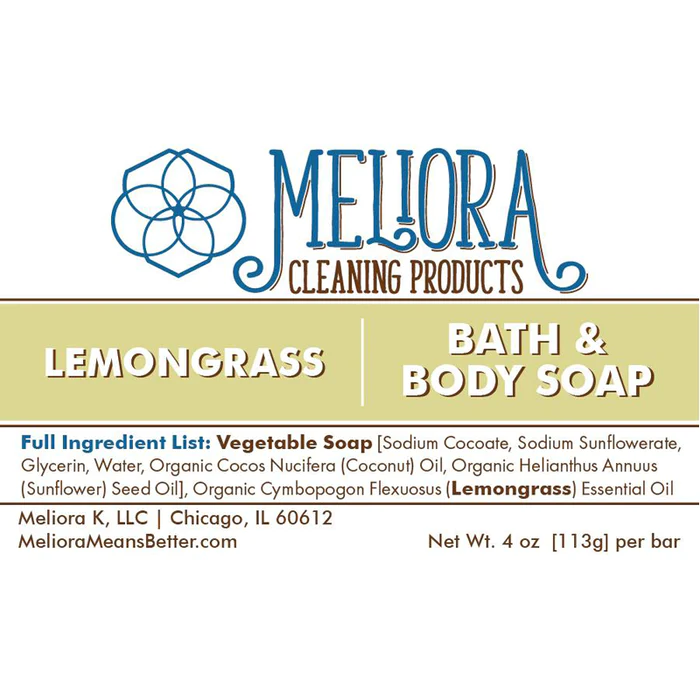 MELIORA
CLEANING PRODUCTS
LEMONGRASS
BATH &
BODY SOAP
Full Ingredient List: Vegetable Soap [Sodium Cocoate, Sodium Sunflowerate,
Glycerin, Water, Organic Cocos Nucifera (Coconut) Oil, Organic Helianthus Annuus
(Sunflower) Seed Oil], Organic Cymbopogon Flexuosus (Lemongrass) Essential Oil
Meliora K, LLC | Chicago, IL 60612
MelioraMeansBetter.com
Net Wt. 4 oz [113g] per bar